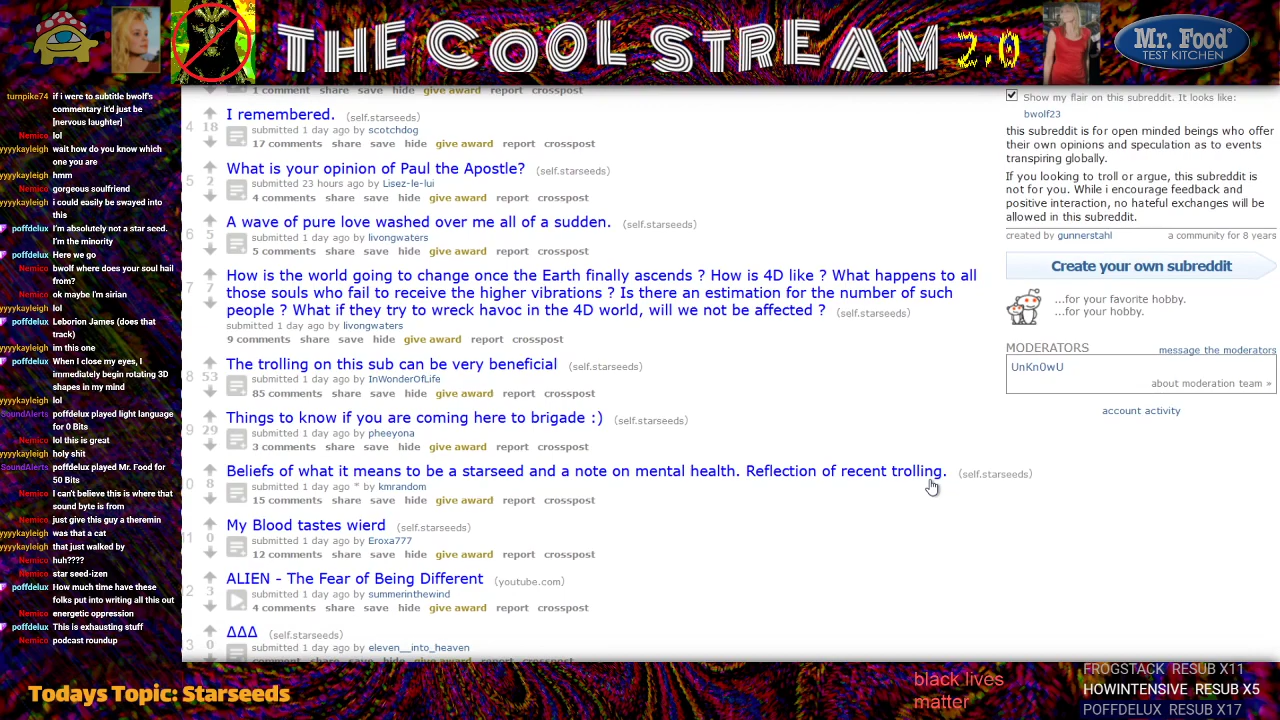 THE COOL STREAM 2.0
Mr. Food®
TEST KITCHEN
turnpike74 if i were to subtitle bwolf's
commentary it'd just be
[nervous laughter]
Nemico lol
yyyykayleigh wait how do you know which
one you are
yyyykayleigh hmm
Nemico gorgeous soulfriend
yyyykayleigh i could easily be swayed into
this
poffdelux I'm absolutely not a star seed.
I'm the minority
poffdelux Here we go
Nemico bwolf where does your soul hail
from?
Nemico ok maybe I'm sirian
yyyykayleigh lol
poffdelux Leborion James (does that
track)
yyyykayleigh im this one
poffdelux When I close my eyes, I
immediately begin rotating 3D
shapes in my mind
yyyykayleigh lol
SoundAlerts poffdelux played light language
for 0 Bits
Nemico lol this is great
yyyykayleigh holy shit
SoundAlerts poffdelux played Mr. Food for
50 Bits
Nemico I can't believe this is where that
sound byte is from
Nemico just give this guy a theremin
yyyykayleigh was that a cat
yyyykayleigh that just walked by
Nemico huh????
Nemico star seed-izen
poffdelux How much time have these
folks put into writing all this out
Nemico energetic oppression
poffdelux This is exhausting stuff
Nemico podcast roundup
1 comment share save hide give award report crosspost
4 18 I remembered. (self.starseeds)
submitted 1 day ago by scotchdog
17 comments share save hide give award report crosspost
5 2 What is your opinion of Paul the Apostle? (self.starseeds)
submitted 23 hours ago by Lisez-le-lui
4 comments share save hide give award report crosspost
6 5 A wave of pure love washed over me all of a sudden. (self.starseeds)
submitted 1 day ago by livongwaters
5 comments share save hide give award report crosspost
7 7 How is the world going to change once the Earth finally ascends ? How is 4D like ? What happens to all
those souls who fail to receive the higher vibrations ? Is there an estimation for the number of such
people ? What if they try to wreck havoc in the 4D world, will we not be affected ? (self.starseeds)
submitted 1 day ago by livongwaters
9 comments share save hide give award report crosspost
8 53 The trolling on this sub can be very beneficial (self.starseeds)
submitted 1 day ago by InWonderOfLife
85 comments share save hide give award report crosspost
9 29 Things to know if you are coming here to brigade :) (self.starseeds)
submitted 1 day ago by pheeyona
3 comments share save hide give award report crosspost
0 8 Beliefs of what it means to be a starseed and a note on mental health. Reflection of recent trolling. (self.starseeds)
submitted 1 day ago * by kmrandom
15 comments share save hide give award report crosspost
1 0 My Blood tastes wierd (self.starseeds)
submitted 1 day ago by Eroxa777
12 comments share save hide give award report crosspost
2 3 ALIEN - The Fear of Being Different (youtube.com)
submitted 1 day ago by summerinthewind
4 comments share save hide give award report crosspost
3 0 ΔΔΔ (self.starseeds)
submitted 1 day ago by eleven__into_heaven
comment share save hide give award report crosspost
Show my flair on this subreddit. It looks like:
bwolf23
this subreddit is for open minded beings who offer
their own opinions and speculation as to events
transpiring globally.
If you looking to troll or argue, this subreddit is
not for you. While i encourage feedback and
positive interaction, no hateful exchanges will be
allowed in this subreddit.
created by gunnerstahl a community for 8 years
Create your own subreddit
...for your favorite hobby.
...for your hobby.
MODERATORS message the moderators
UnKn0wU
about moderation team »
account activity
Todays Topic: Starseeds
black lives
matter
FROGSTACK RESUB X11
HOWINTENSIVE RESUB X5
POFFDELUX RESUB X17